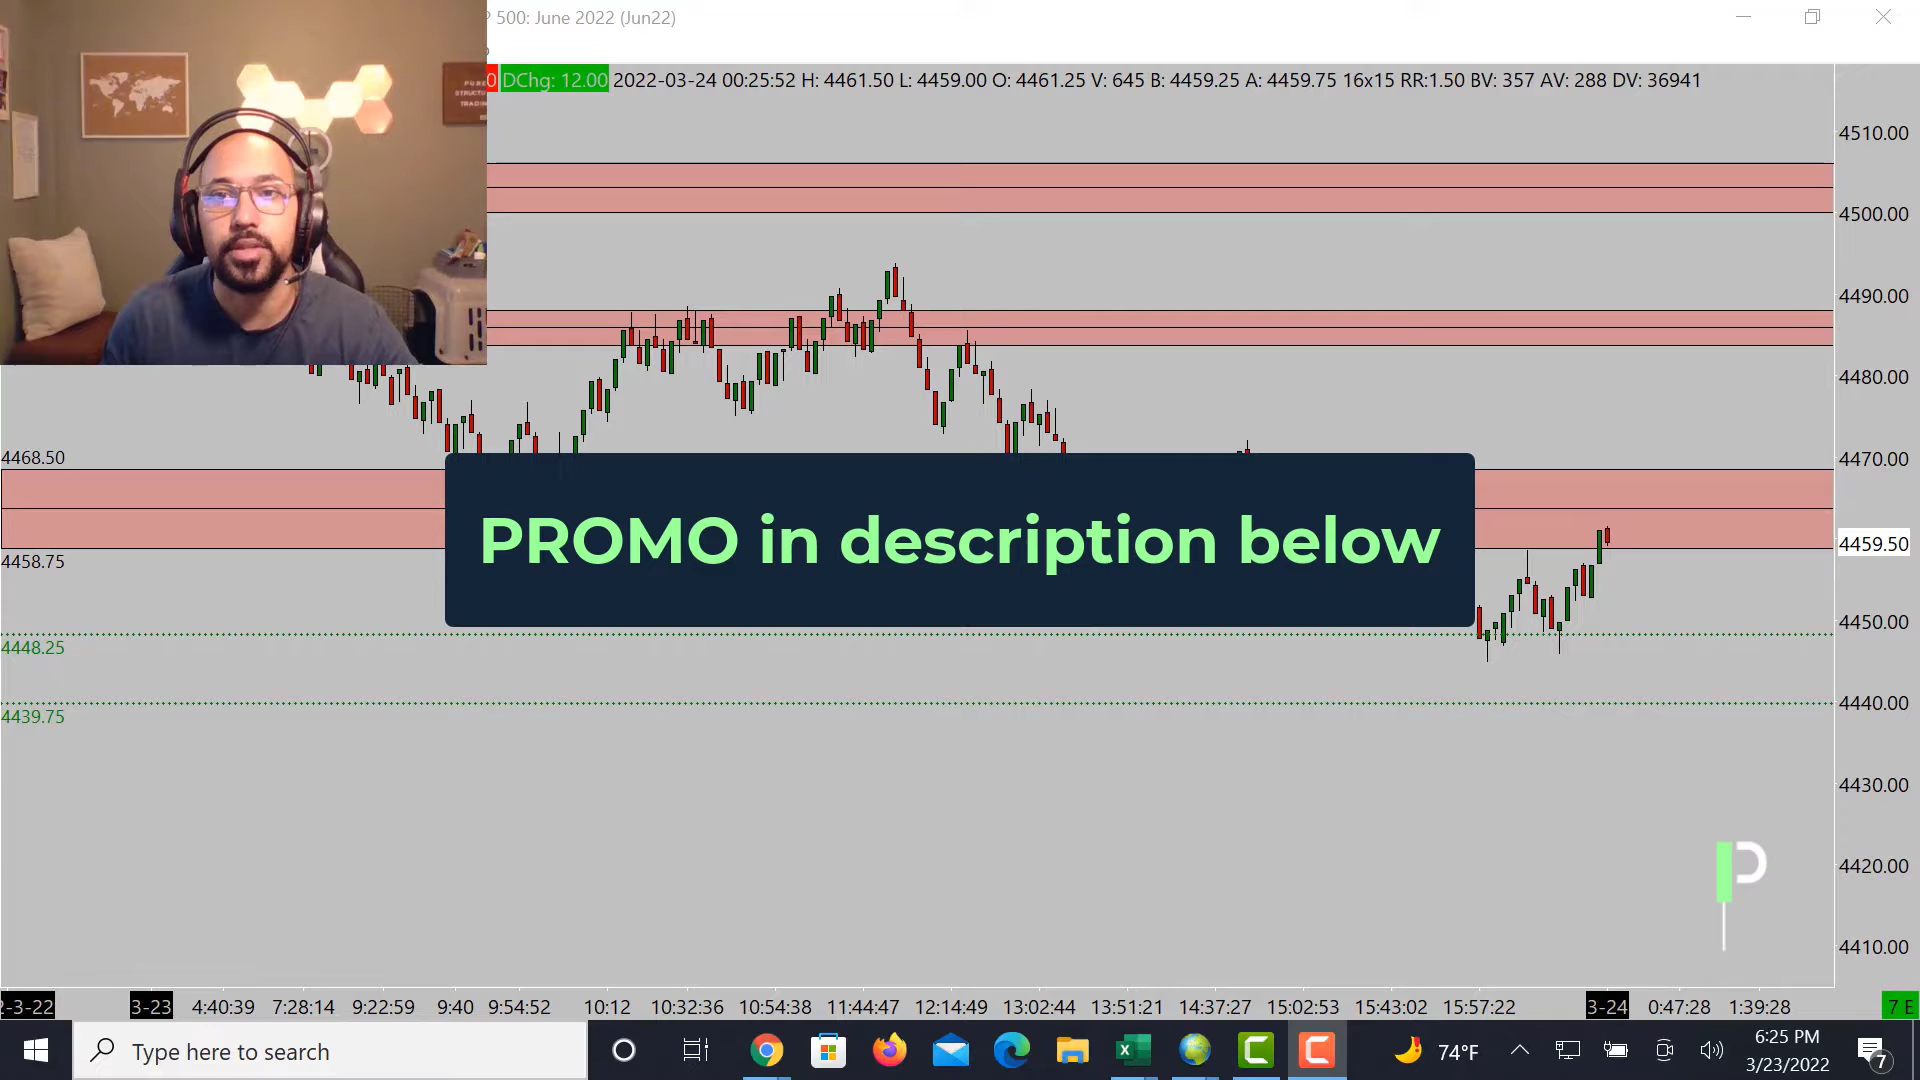 P 500: June 2022 (Jun22)
0 DChg: 12.00 2022-03-24 00:25:52 H: 4461.50 L: 4459.00 O: 4461.25 V: 645 B: 4459.25 A: 4459.75 16x15 RR:1.50 BV: 357 AV: 288 DV: 36941
PURE
STRUCTU
TRADING
4510.00
4500.00
4490.00
4480.00
4468.50
4470.00
PROMO in description below
4459.50
4458.75
4450.00
4448.25
4440.00
4439.75
4430.00
4420.00
P
4410.00
2-3-22 3-23 4:40:39 7:28:14 9:22:59 9:40 9:54:52 10:12 10:32:36 10:54:38 11:44:47 12:14:49 13:02:44 13:51:21 14:37:27 15:02:53 15:43:02 15:57:22 3-24 0:47:28 1:39:28 7 E
Type here to search
74°F
6:25 PM
3/23/2022
7